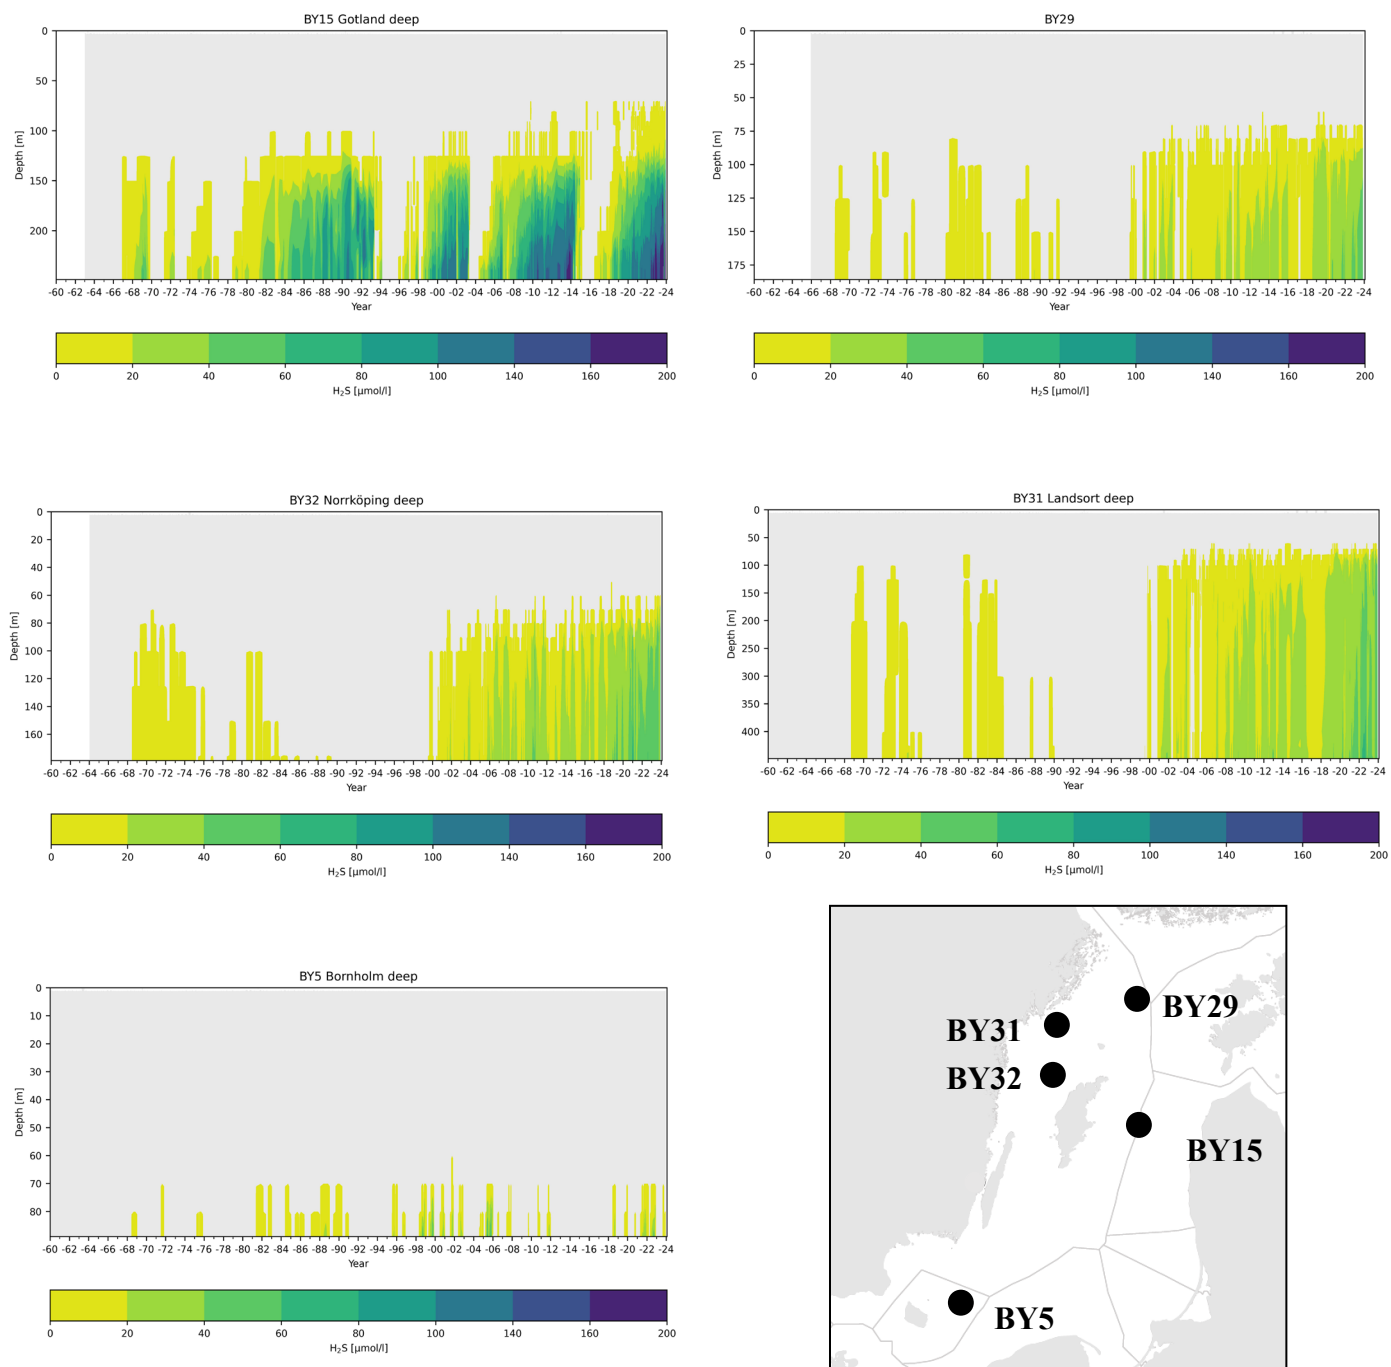 BY15 Gotland deep
0
50
100
150
200
Depth [m]
-60 -62 -64 -66 -68 -70 -72 -74 -76 -78 -80 -82 -84 -86 -88 -90 -92 -94 -96 -98 -00 -02 -04 -06 -08 -10 -12 -14 -16 -18 -20 -22 -24
Year
0 20 40 60 80 100 140 160 200
H₂S [µmol/l]
BY29
0
25
50
75
100
125
150
175
Depth [m]
-60 -62 -64 -66 -68 -70 -72 -74 -76 -78 -80 -82 -84 -86 -88 -90 -92 -94 -96 -98 -00 -02 -04 -06 -08 -10 -12 -14 -16 -18 -20 -22 -24
Year
0 20 40 60 80 100 140 160 200
H₂S [µmol/l]
BY32 Norrköping deep
0
20
40
60
80
100
120
140
160
Depth [m]
-60 -62 -64 -66 -68 -70 -72 -74 -76 -78 -80 -82 -84 -86 -88 -90 -92 -94 -96 -98 -00 -02 -04 -06 -08 -10 -12 -14 -16 -18 -20 -22 -24
Year
0 20 40 60 80 100 140 160 200
H₂S [µmol/l]
BY31 Landsort deep
0
50
100
150
200
250
300
350
400
Depth [m]
-60 -62 -64 -66 -68 -70 -72 -74 -76 -78 -80 -82 -84 -86 -88 -90 -92 -94 -96 -98 -00 -02 -04 -06 -08 -10 -12 -14 -16 -18 -20 -22 -24
Year
0 20 40 60 80 100 140 160 200
H₂S [µmol/l]
BY5 Bornholm deep
0
10
20
30
40
50
60
70
80
Depth [m]
-60 -62 -64 -66 -68 -70 -72 -74 -76 -78 -80 -82 -84 -86 -88 -90 -92 -94 -96 -98 -00 -02 -04 -06 -08 -10 -12 -14 -16 -18 -20 -22 -24
Year
0 20 40 60 80 100 140 160 200
H₂S [µmol/l]
BY29
BY31
BY32
BY15
BY5